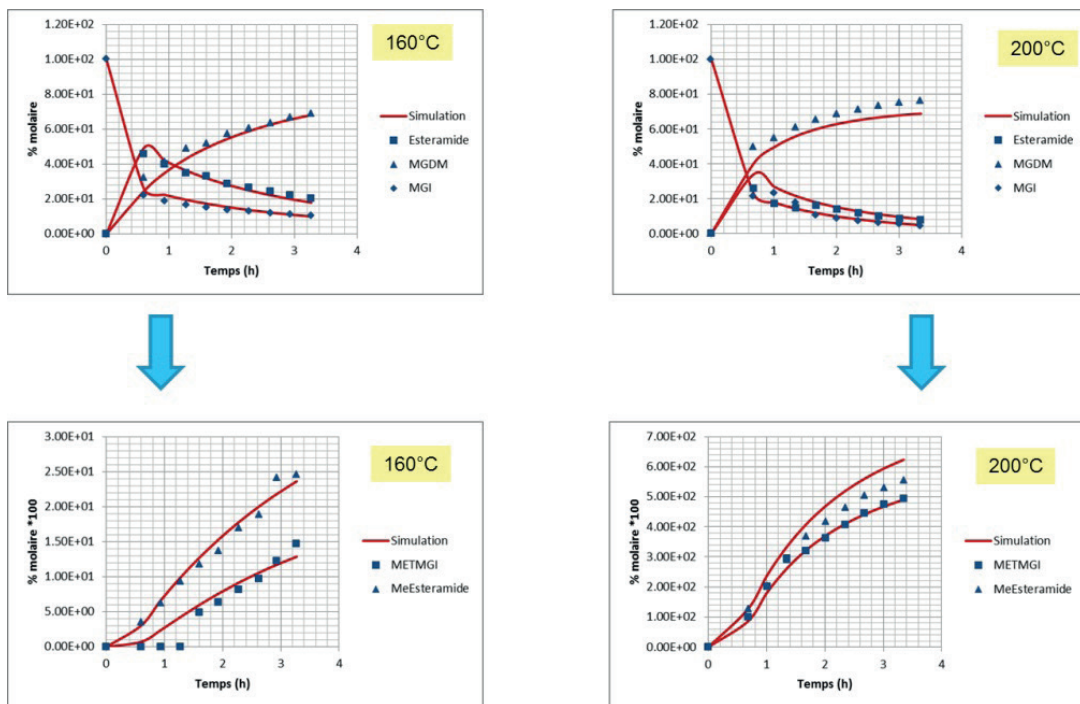 160°C
1.20E+02
1.00E+02
8.00E+01
6.00E+01
4.00E+01
2.00E+01
0.00E+00
% molaire
0 1 2 3 4
Temps (h)
Simulation
Esteramide
MGDM
MGI
200°C
1.20E+02
1.00E+02
8.00E+01
6.00E+01
4.00E+01
2.00E+01
0.00E+00
% molaire
0 1 2 3 4
Temps (h)
Simulation
Esteramide
MGDM
MGI
160°C
3.00E+01
2.50E+01
2.00E+01
1.50E+01
1.00E+01
5.00E+00
0.00E+00
% molaire *100
0 1 2 3 4
Temps (h)
Simulation
METMGI
MeEsteramide
200°C
7.00E+02
6.00E+02
5.00E+02
4.00E+02
3.00E+02
2.00E+02
1.00E+02
0.00E+00
% molaire *100
0 1 2 3 4
Temps (h)
Simulation
METMGI
MeEsteramide